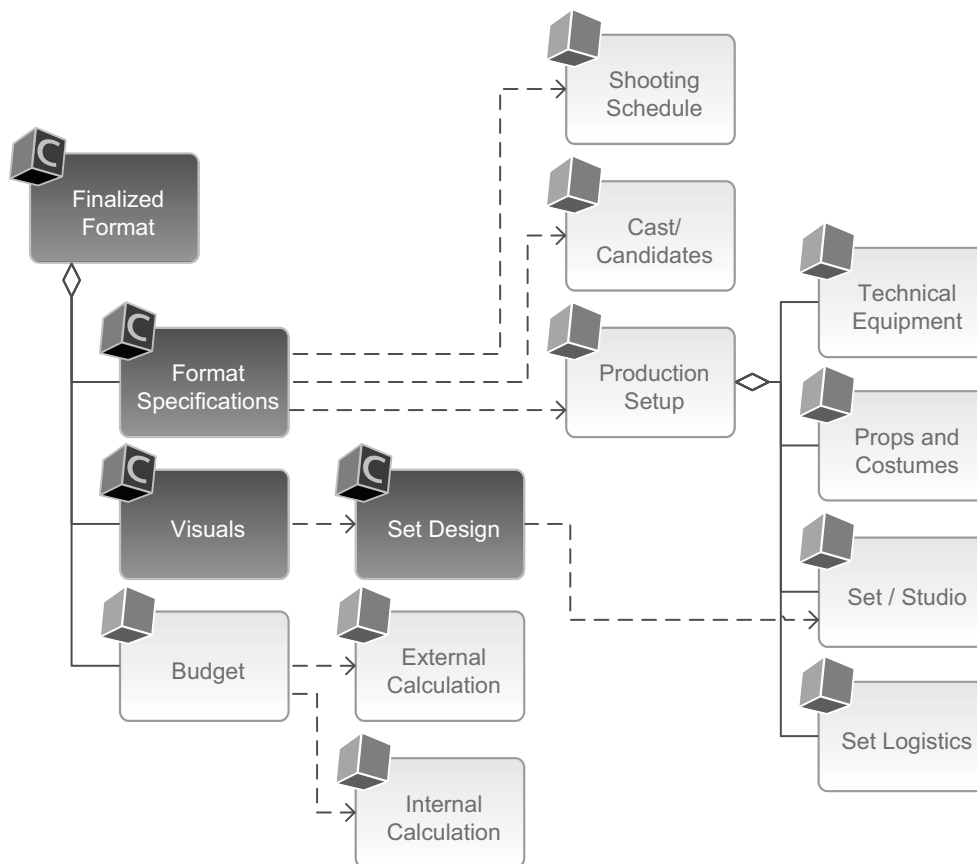 Shooting
Schedule
C
Finalized
Format
Cast/
Candidates
Technical
Equipment
C
Format
Specifications
Production
Setup
Props and
Costumes
C
Visuals
C
Set Design
Set / Studio
Budget
External
Calculation
Set Logistics
Internal
Calculation